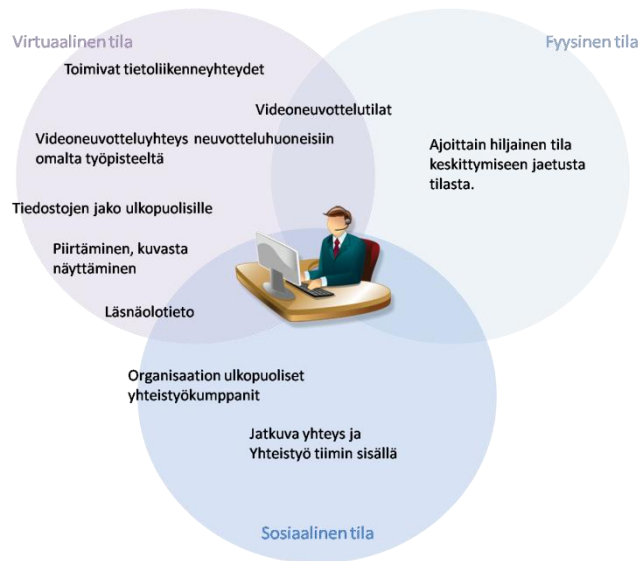 Virtuaalinen tila
Fyysinen tila
Toimivat tietoliikenneyhteydet
Videoneuvottelutilat
Videoneuvotteluyhteys neuvotteluhuoneisiin
omalta työpisteeltä
Ajoittain hiljainen tila
keskittymiseen jaetusta
tilasta.
Tiedostojen jako ulkopuolisille
Piirtäminen, kuvasta
näyttäminen
Läsnäolotieto
Organisaation ulkopuoliset
yhteistyökumppanit
Jatkuva yhteys ja
Yhteistyö tiimin sisällä
Sosiaalinen tila